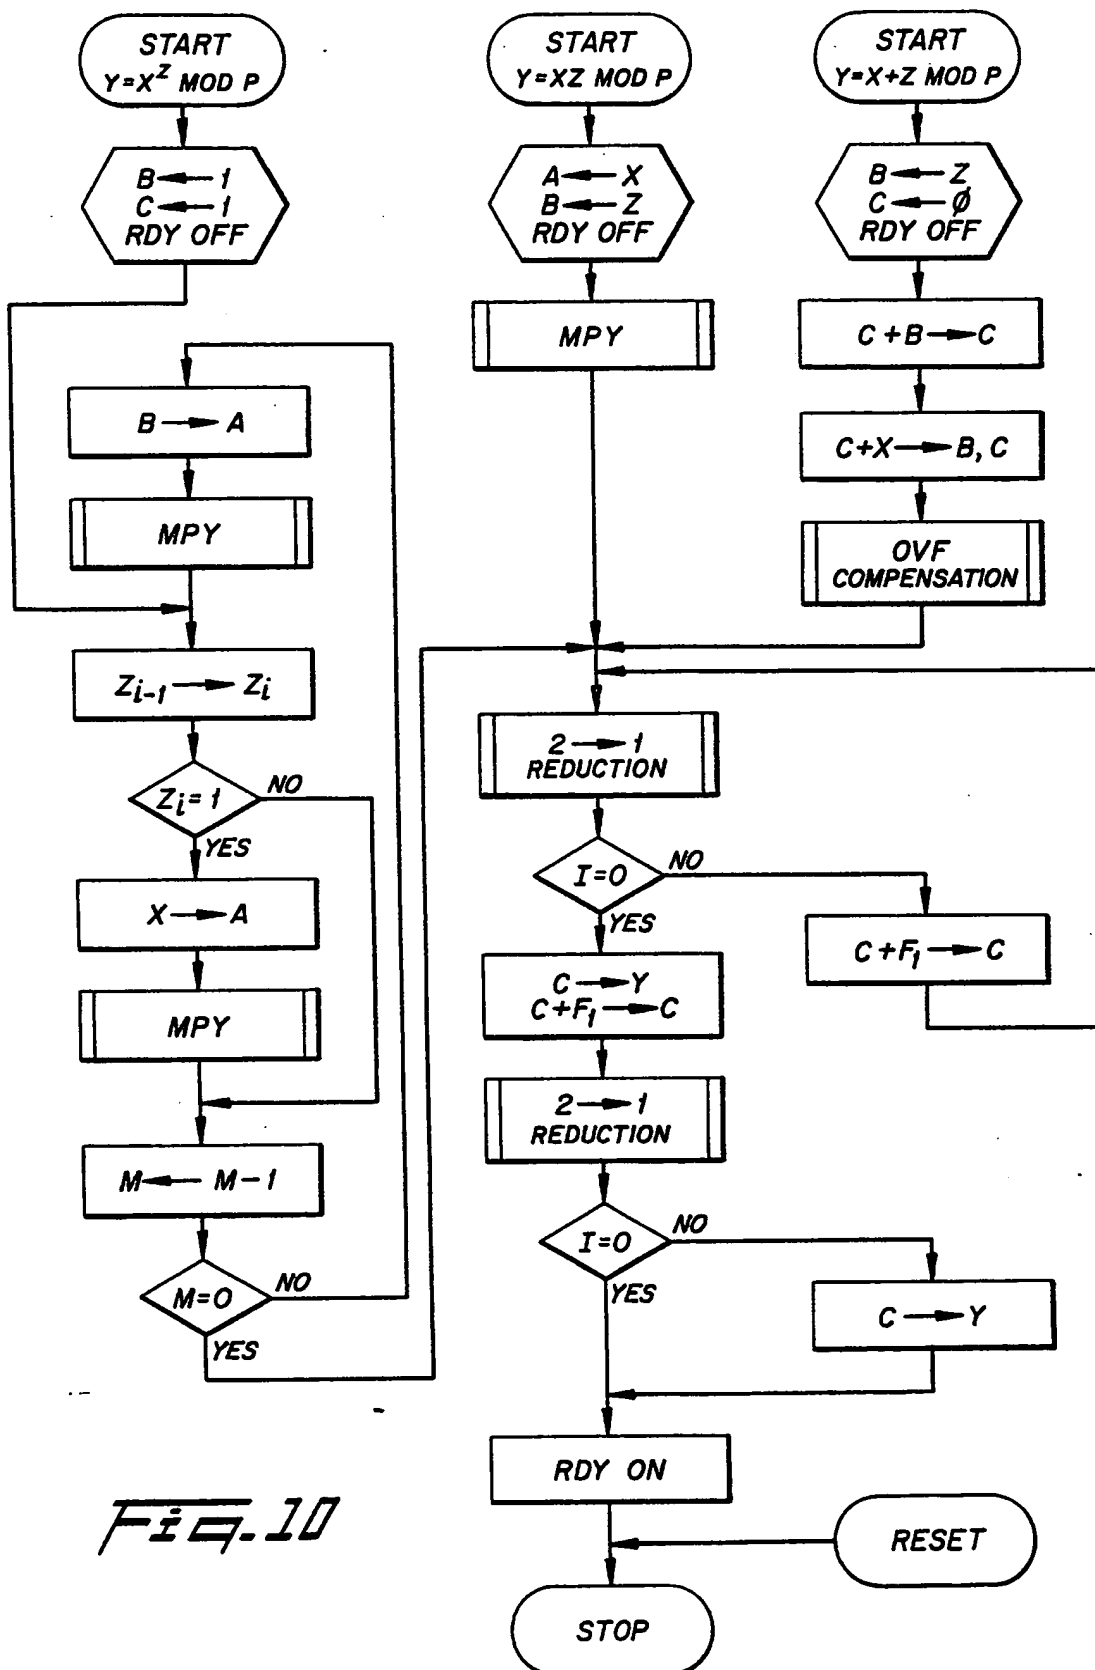 START
Y=X^Z MOD P
B ← 1
C ← 1
RDY OFF
B → A
MPY
Z_{i-1} → Z_i
Z_i = 1
NO
YES
X → A
MPY
M ← M-1
M=0
NO
YES
START
Y=XZ MOD P
A ← X
B ← Z
RDY OFF
MPY
START
Y=X+Z MOD P
B ← Z
C ← Ø
RDY OFF
C+B → C
C+X → B, C
OVF
COMPENSATION
2 → 1
REDUCTION
I=0
NO
YES
C+F₁ → C
C → Y
C+F₁ → C
2 → 1
REDUCTION
I=0
NO
YES
C → Y
RDY ON
RESET
STOP
Fig. 10